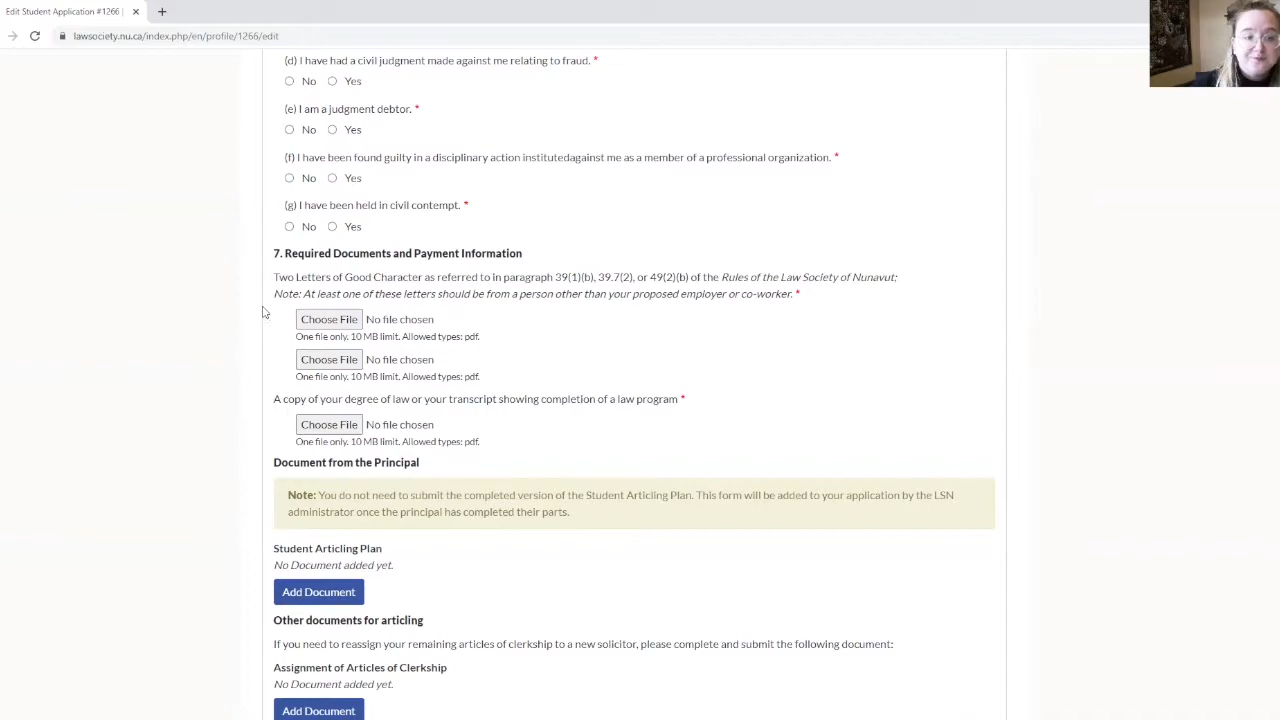 Edit Student Application #1266 |
lawsociety.nu.ca/index.php/en/profile/1266/edit
(d) I have had a civil judgment made against me relating to fraud. *
No Yes
(e) I am a judgment debtor. *
No Yes
(f) I have been found guilty in a disciplinary action institutedagainst me as a member of a professional organization. *
No Yes
(g) I have been held in civil contempt. *
No Yes
7. Required Documents and Payment Information
Two Letters of Good Character as referred to in paragraph 39(1)(b), 39.7(2), or 49(2)(b) of the Rules of the Law Society of Nunavut;
Note: At least one of these letters should be from a person other than your proposed employer or co-worker. *
Choose File No file chosen
One file only. 10 MB limit. Allowed types: pdf.
Choose File No file chosen
One file only. 10 MB limit. Allowed types: pdf.
A copy of your degree of law or your transcript showing completion of a law program *
Choose File No file chosen
One file only. 10 MB limit. Allowed types: pdf.
Document from the Principal
Note: You do not need to submit the completed version of the Student Articling Plan. This form will be added to your application by the LSN
administrator once the principal has completed their parts.
Student Articling Plan
No Document added yet.
Add Document
Other documents for articling
If you need to reassign your remaining articles of clerkship to a new solicitor, please complete and submit the following document:
Assignment of Articles of Clerkship
No Document added yet.
Add Document